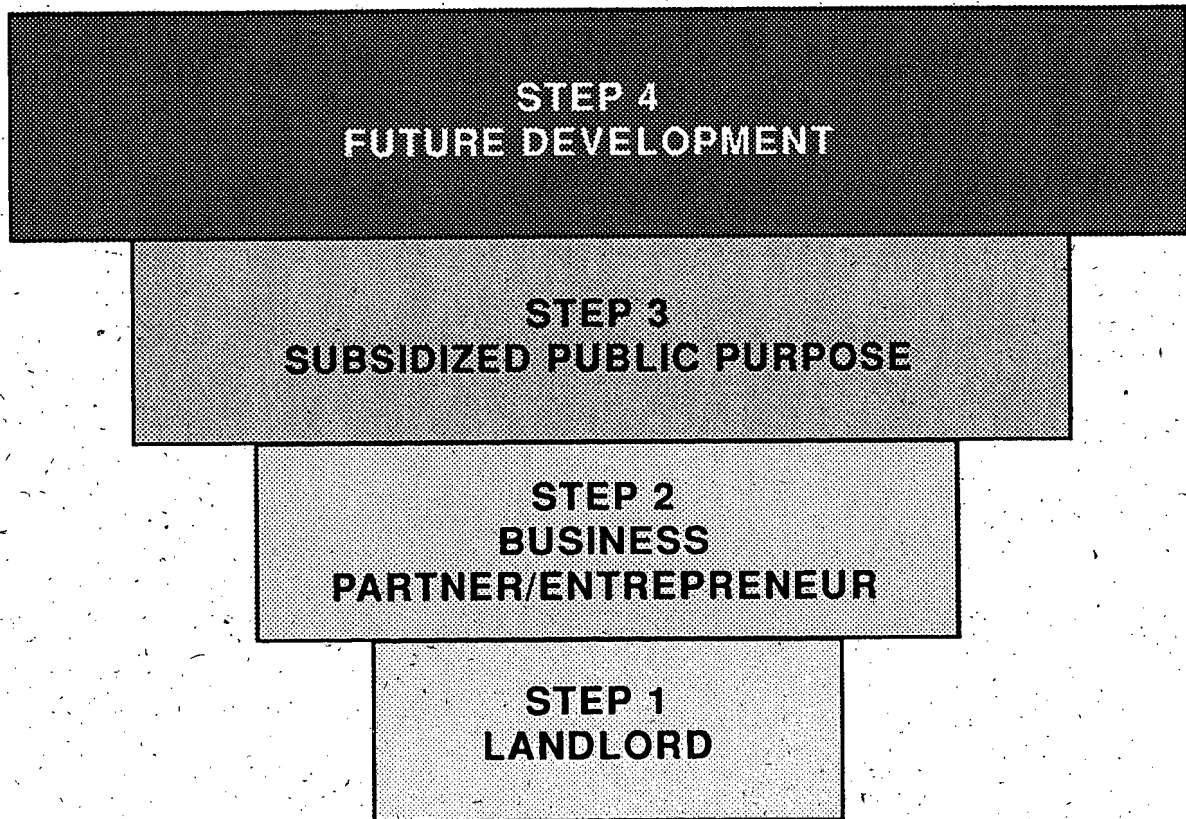 STEP 4
FUTURE DEVELOPMENT
STEP 3
SUBSIDIZED PUBLIC PURPOSE
STEP 2
BUSINESS
PARTNER/ENTREPRENEUR
STEP 1
LANDLORD